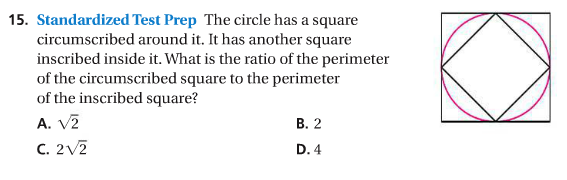 15. Standardized Test Prep The circle has a square
circumscribed around it. It has another square
inscribed inside it. What is the ratio of the perimeter
of the circumscribed square to the perimeter
of the inscribed square?
A. √2 B. 2
C. 2√2 D. 4